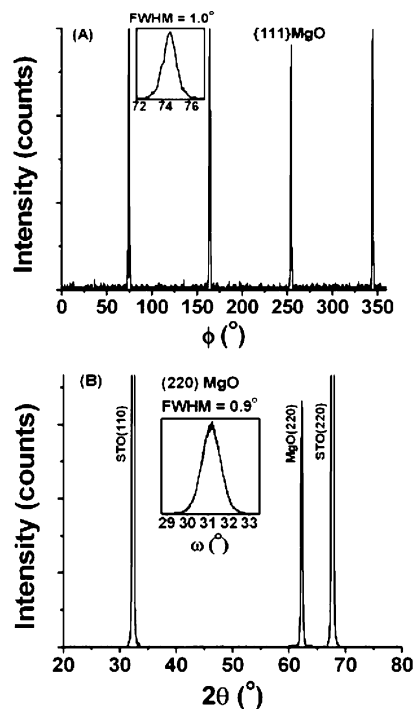 (A)
FWHM = 1.0°
{111}MgO
72 74 76
Intensity (counts)
0 50 100 150 200 250 300 350
ϕ (°)
(B)
(220) MgO
FWHM = 0.9°
STO(110)
MgO(220)
STO(220)
29 30 31 32 33
ω (°)
Intensity (counts)
20 30 40 50 60 70 80
2θ (°)